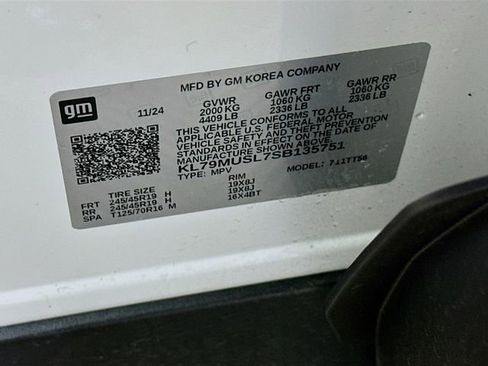 MFD BY GM KOREA COMPANY
gm
11/24 GVWR GAWR FRT GAWR RR
2000 KG 1060 KG 1060 KG
4409 LB 2336 LB 2336 LB
THIS VEHICLE CONFORMS TO ALL
APPLICABLE U.S. FEDERAL MOTOR
VEHICLE SAFETY AND THEFT PREVENTION
STANDARDS IN EFFECT ON THE DATE OF
MANUFACTURE SHOWN ABOVE.
KL79MUSL7SB135751
TYPE: MPV
TIRE SIZE RIM
FRT 245/45R19 H 19X8J
RR 245/45R19 H 19X8J
SPA T125/70R16 M 16X4BT